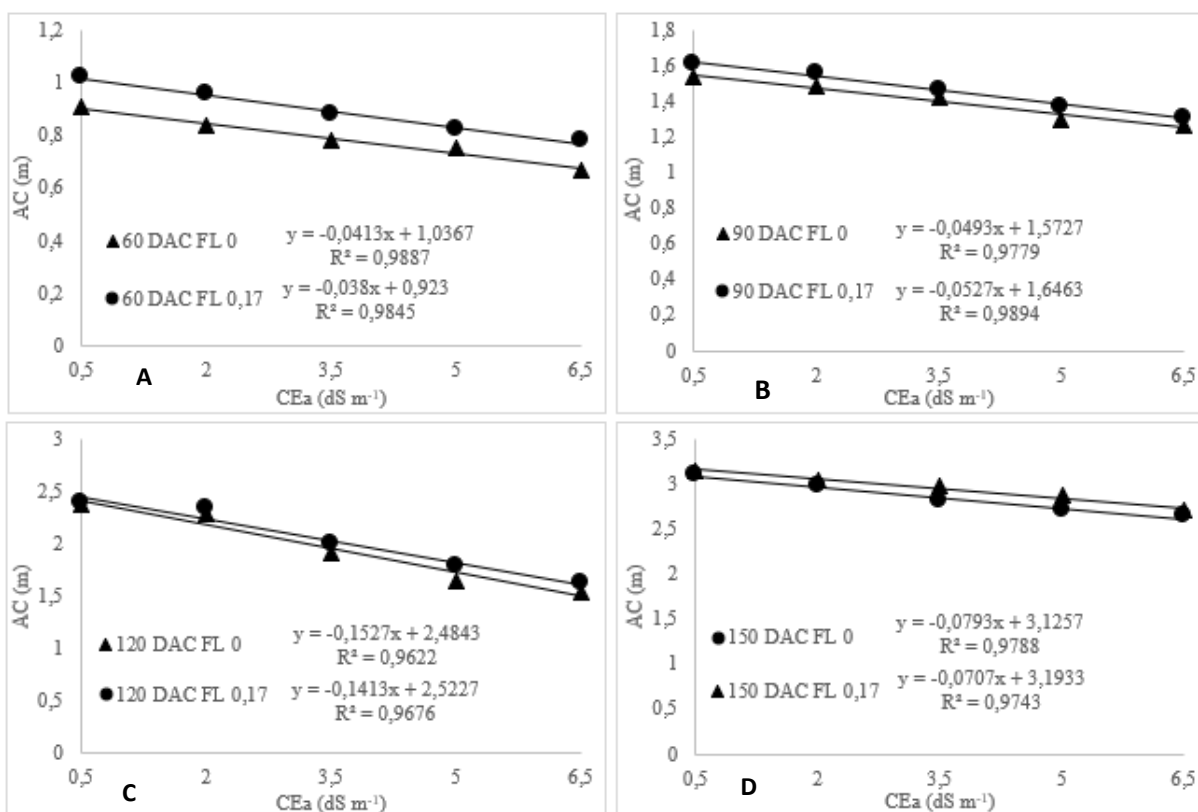 1,2
1
0,8
0,6
0,4
0,2
0
AC (m)
60 DAC FL 0
y = -0,0413x + 1,0367
R² = 0,9887
60 DAC FL 0,17
y = -0,038x + 0,923
R² = 0,9845
0,5 2 3,5 5 6,5
A
CEa (dS m⁻¹)
1,8
1,6
1,4
1,2
1
0,8
0,6
0,4
0,2
0
AC (m)
90 DAC FL 0
y = -0,0493x + 1,5727
R² = 0,9779
90 DAC FL 0,17
y = -0,0527x + 1,6463
R² = 0,9894
0,5 2 3,5 5 6,5
B
CEa (dS m⁻¹)
3
2,5
2
1,5
1
0,5
0
AC (m)
120 DAC FL 0
y = -0,1527x + 2,4843
R² = 0,9622
120 DAC FL 0,17
y = -0,1413x + 2,5227
R² = 0,9676
0,5 2 3,5 5 6,5
C
CEa (dS m⁻¹)
3,5
3
2,5
2
1,5
1
0,5
0
AC (m)
150 DAC FL 0
y = -0,0793x + 3,1257
R² = 0,9788
150 DAC FL 0,17
y = -0,0707x + 3,1933
R² = 0,9743
0,5 2 3,5 5 6,5
D
CEa (dS m⁻¹)